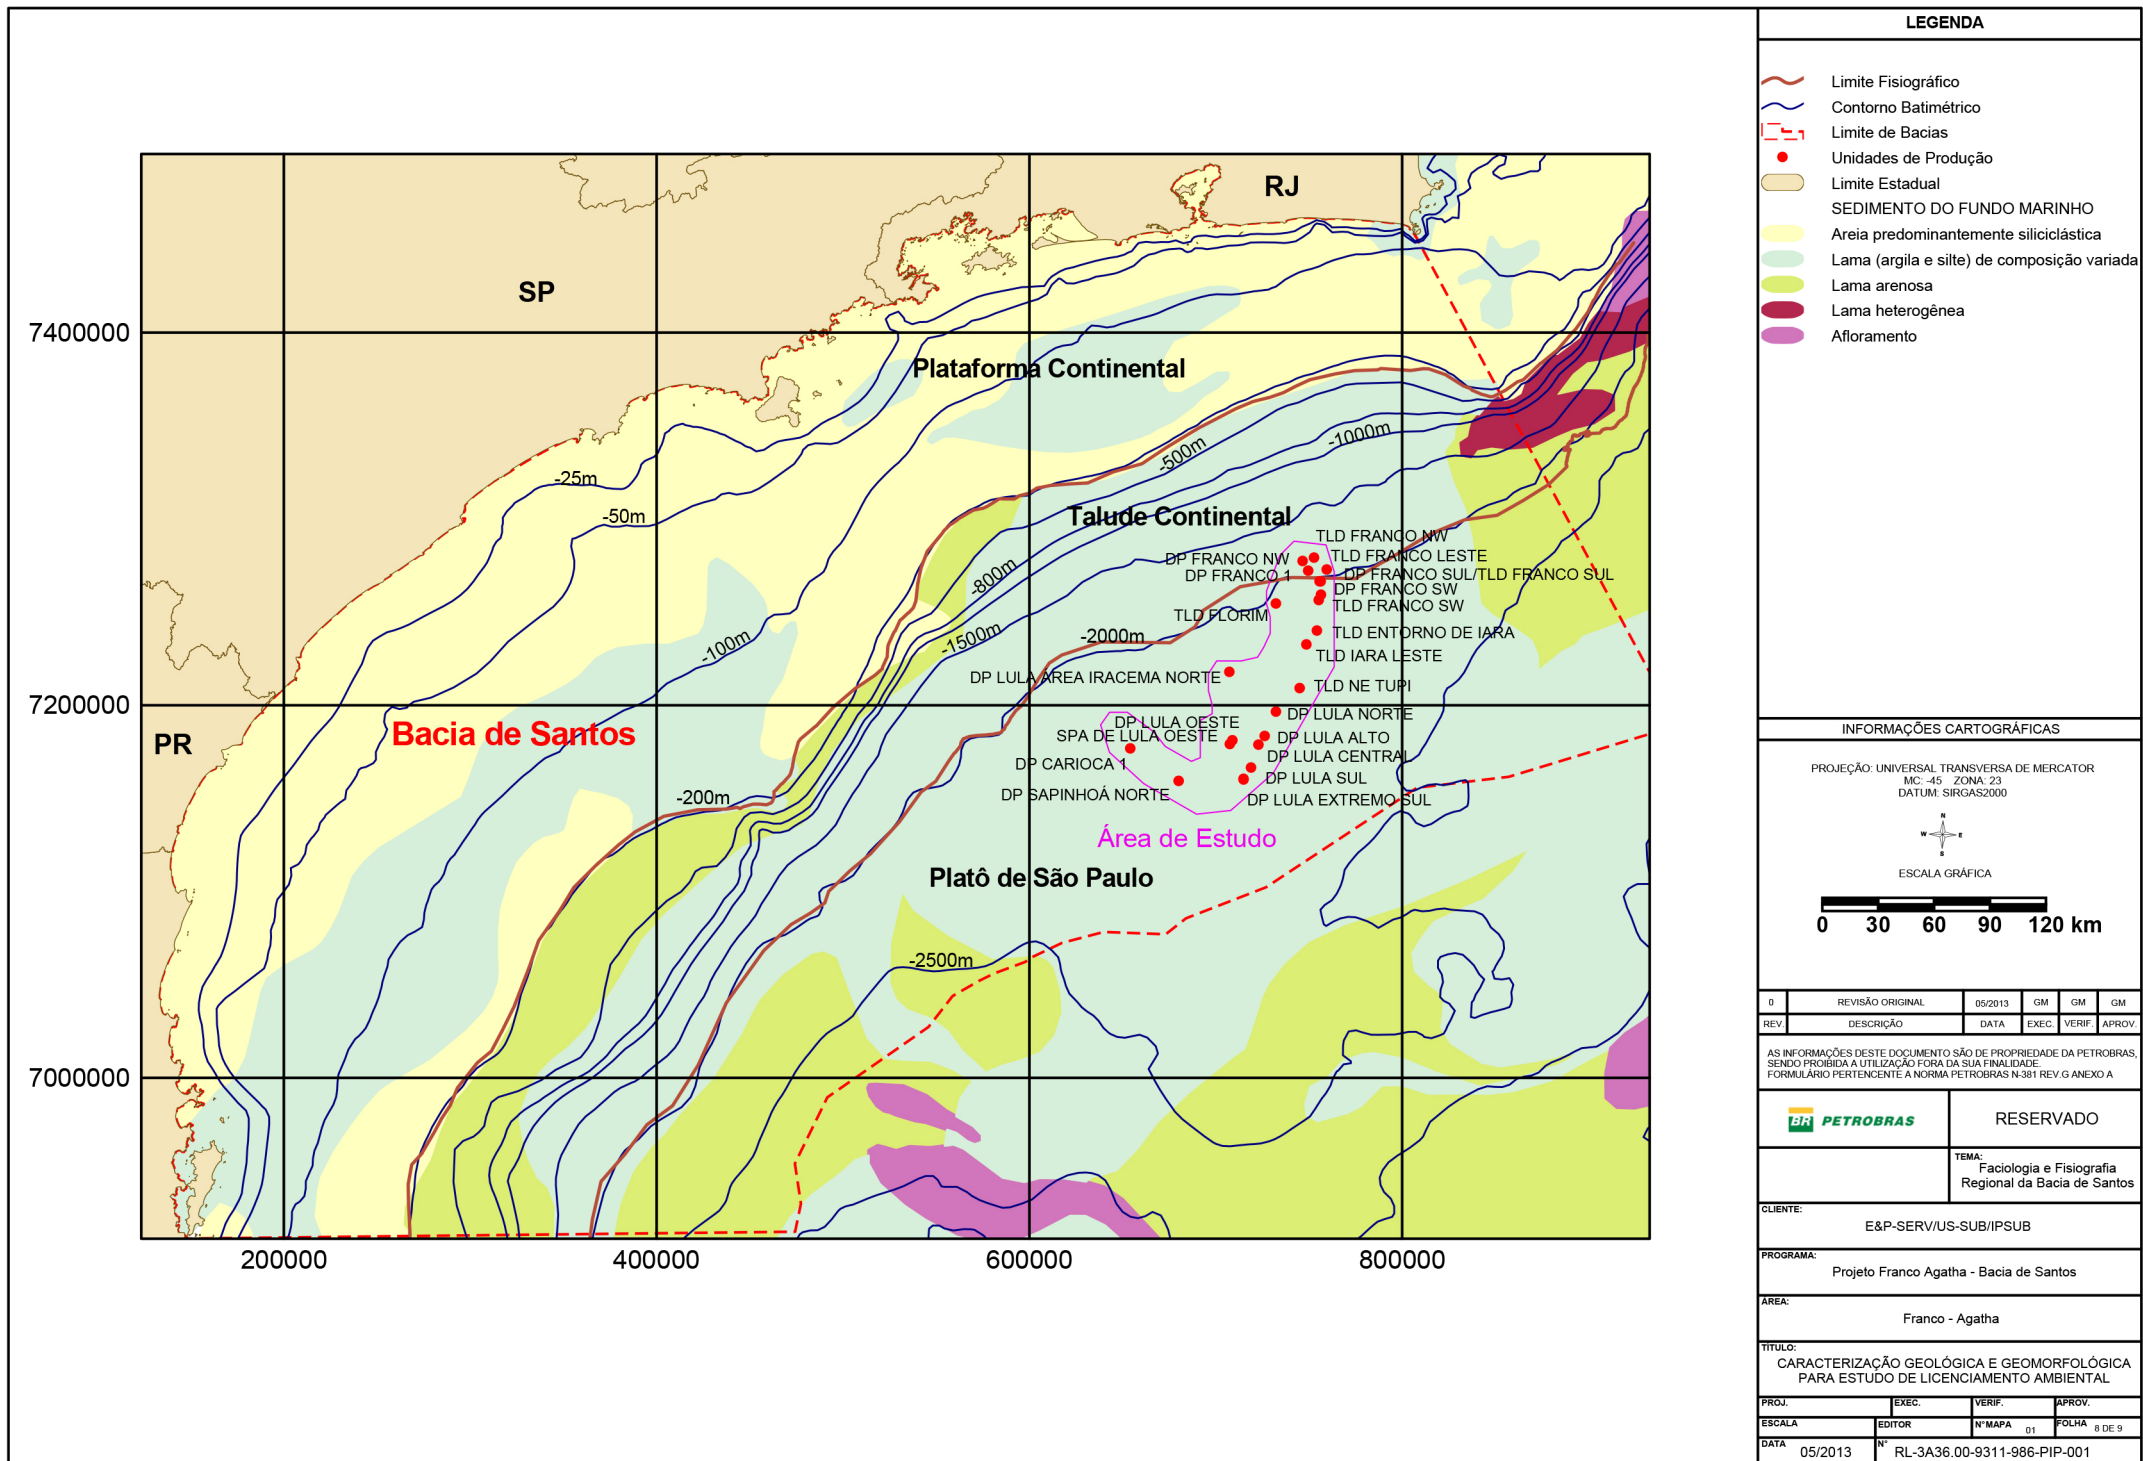 LEGENDA
Limite Fisiográfico
Contorno Batimétrico
Limite de Bacias
Unidades de Produção
Limite Estadual
SEDIMENTO DO FUNDO MARINHO
Areia predominantemente siliciclástica
Lama (argila e silte) de composição variada
Lama arenosa
Lama heterogênea
Afloramento
RJ
SP
7400000
Plataforma Continental
-500m
-1000m
-25m
-50m
Talude Continental
TLD FRANCO NW
DP FRANCO NW
TLD FRANCO LESTE
DP FRANCO 1
DP FRANCO SUL/TLD FRANCO SUL
-800m
DP FRANCO SW
TLD FRANCO SW
TLD FLORIM
-1500m
-2000m
TLD ENTORNO DE IARA
-100m
TLD IARA LESTE
DP LULA ÁREA IRACEMA NORTE
TLD NE TUPI
7200000
DP LULA NORTE
DP LULA OESTE
Bacia de Santos
SPA DE LULA OESTE
DP LULA ALTO
PR
DP LULA CENTRAL
DP CARIOCA 1
DP LULA SUL
-200m
DP SAPINHOÁ NORTE
DP LULA EXTREMO SUL
Área de Estudo
Platô de São Paulo
-2500m
7000000
200000
400000
600000
800000
INFORMAÇÕES CARTOGRÁFICAS
PROJEÇÃO: UNIVERSAL TRANSVERSA DE MERCATOR
MC: -45 ZONA: 23
DATUM: SIRGAS2000
N
W E
S
ESCALA GRÁFICA
0 30 60 90 120 km
0 REVISÃO ORIGINAL 05/2013 GM GM GM
REV. DESCRIÇÃO DATA EXEC. VERIF. APROV.
AS INFORMAÇÕES DESTE DOCUMENTO SÃO DE PROPRIEDADE DA PETROBRAS,
SENDO PROIBIDA A UTILIZAÇÃO FORA DA SUA FINALIDADE.
FORMULÁRIO PERTENCENTE A NORMA PETROBRAS N-381 REV.G ANEXO A
BR PETROBRAS
RESERVADO
TEMA:
Faciologia e Fisiografia
Regional da Bacia de Santos
CLIENTE:
E&P-SERV/US-SUB/IPSUB
PROGRAMA:
Projeto Franco Agatha - Bacia de Santos
ÁREA:
Franco - Agatha
TÍTULO:
CARACTERIZAÇÃO GEOLÓGICA E GEOMORFOLÓGICA
PARA ESTUDO DE LICENCIAMENTO AMBIENTAL
PROJ. EXEC. VERIF. APROV.
ESCALA EDITOR N°MAPA 01 FOLHA 8 DE 9
DATA 05/2013 N° RL-3A36.00-9311-986-PIP-001